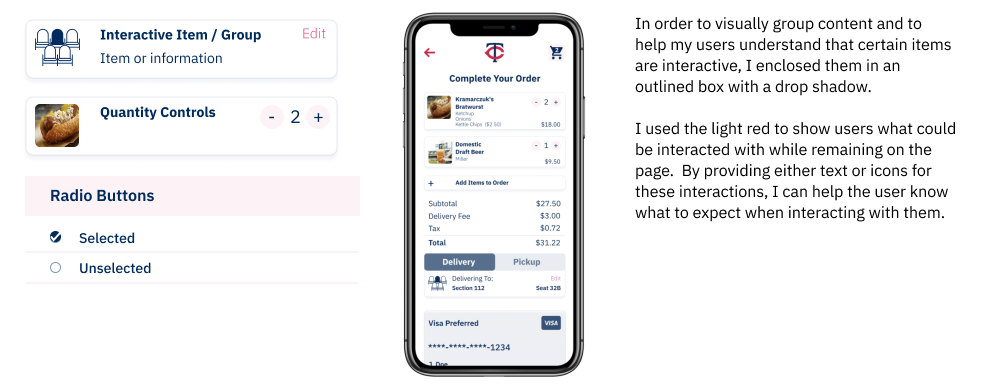 Interactive Item / Group
Edit
Item or information
Quantity Controls
- 2 +
Radio Buttons
Selected
Unselected
TC
2
Complete Your Order
Kramarczuk's
Bratwurst
Ketchup
Onions
Kettle Chips ($2.50)
- 2 +
$18.00
Domestic
Draft Beer
Miller
- 1 +
$9.50
+ Add Items to Order
Subtotal $27.50
Delivery Fee $3.00
Tax $0.72
Total $31.22
Delivery Pickup
Delivering To: Edit
Section 112 Seat 32B
Visa Preferred VISA
****-****-****-1234
J. Doe
In order to visually group content and to
help my users understand that certain items
are interactive, I enclosed them in an
outlined box with a drop shadow.
I used the light red to show users what could
be interacted with while remaining on the
page. By providing either text or icons for
these interactions, I can help the user know
what to expect when interacting with them.